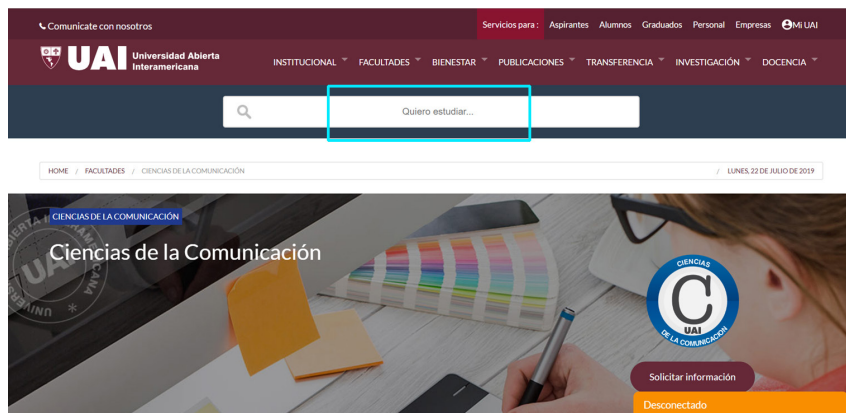 Comunicate con nosotros
Servicios para : Aspirantes Alumnos Graduados Personal Empresas Mi UAI
UAI Universidad Abierta
Interamericana
INSTITUCIONAL FACULTADES BIENESTAR PUBLICACIONES TRANSFERENCIA INVESTIGACIÓN DOCENCIA
Quiero estudiar...
HOME / FACULTADES / CIENCIAS DE LA COMUNICACIÓN
/ LUNES, 22 DE JULIO DE 2019
CIENCIAS DE LA COMUNICACIÓN
Ciencias de la Comunicación
CIENCIAS
C
UAI
DE LA COMUNICACIÓN
Solicitar información
Desconectado